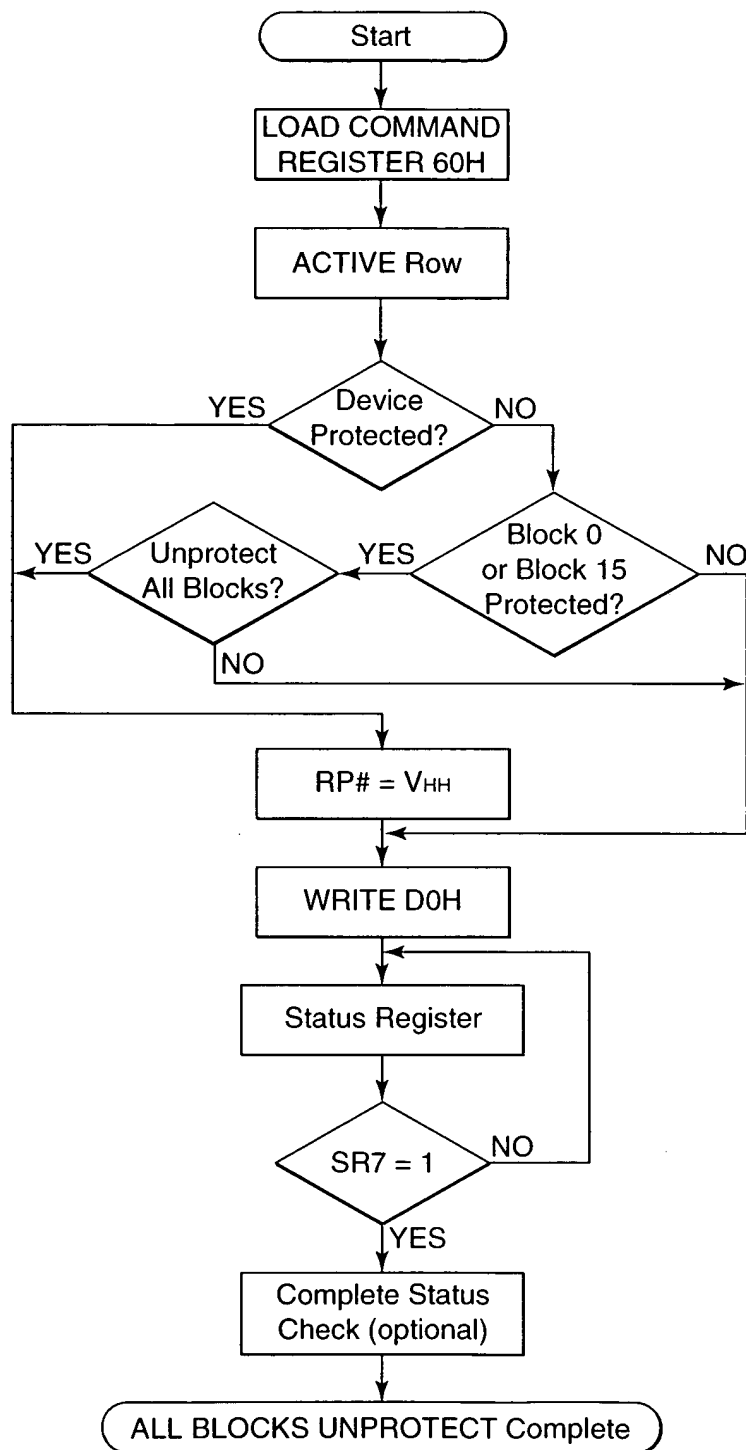 Start
LOAD COMMAND
REGISTER 60H
ACTIVE Row
YES
Device
Protected?
NO
YES
Unprotect
All Blocks?
YES
Block 0
or Block 15
Protected?
NO
NO
RP# = VHH
WRITE D0H
Status Register
SR7 = 1
NO
YES
Complete Status
Check (optional)
ALL BLOCKS UNPROTECT Complete